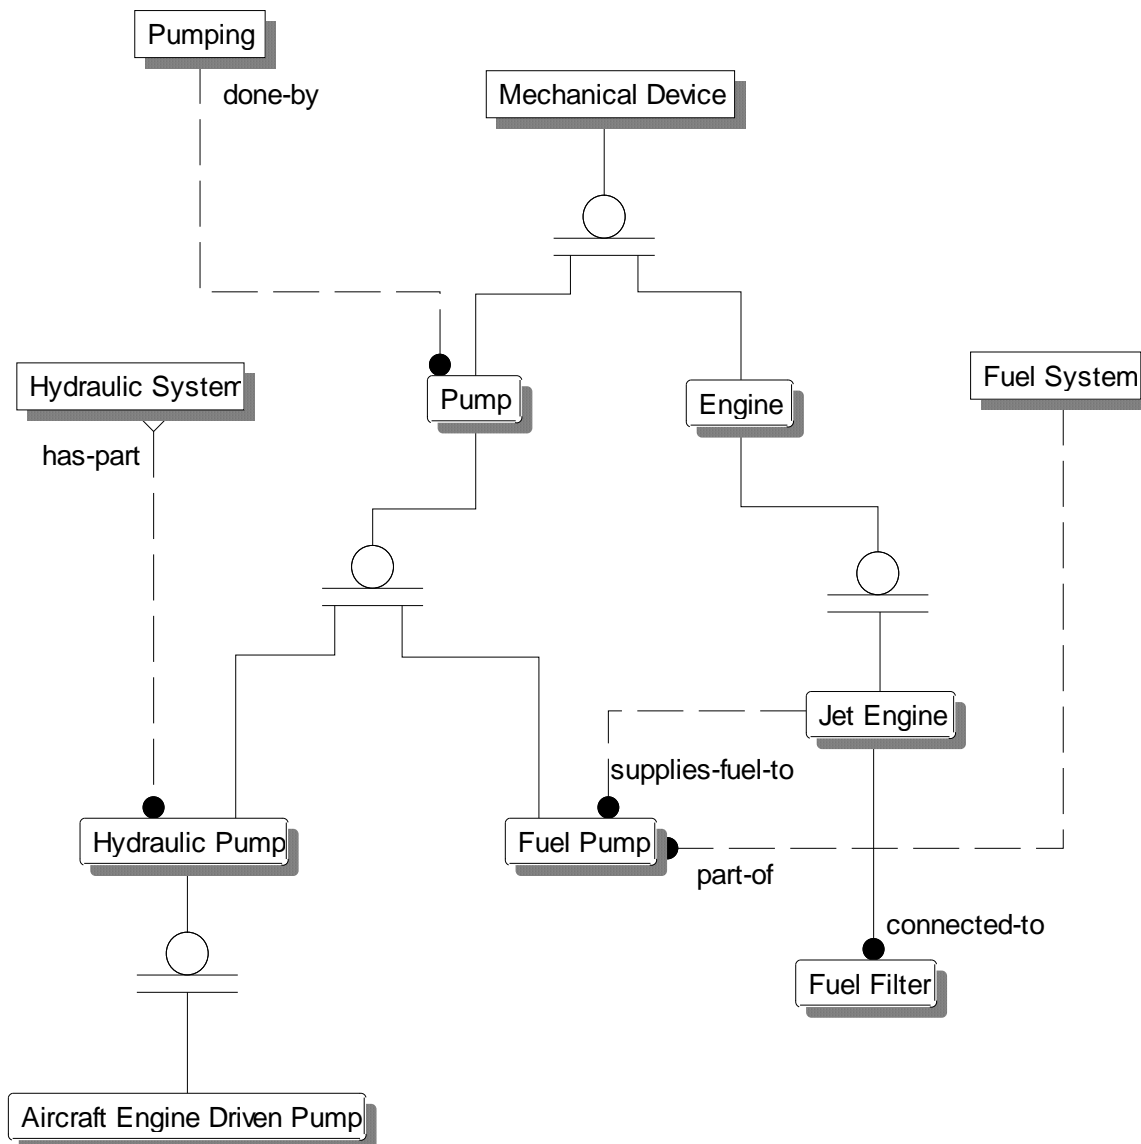 Pumping
done-by
Mechanical Device
Hydraulic System
has-part
Pump
Engine
Fuel System
Jet Engine
supplies-fuel-to
Hydraulic Pump
Fuel Pump
part-of
connected-to
Fuel Filter
Aircraft Engine Driven Pump